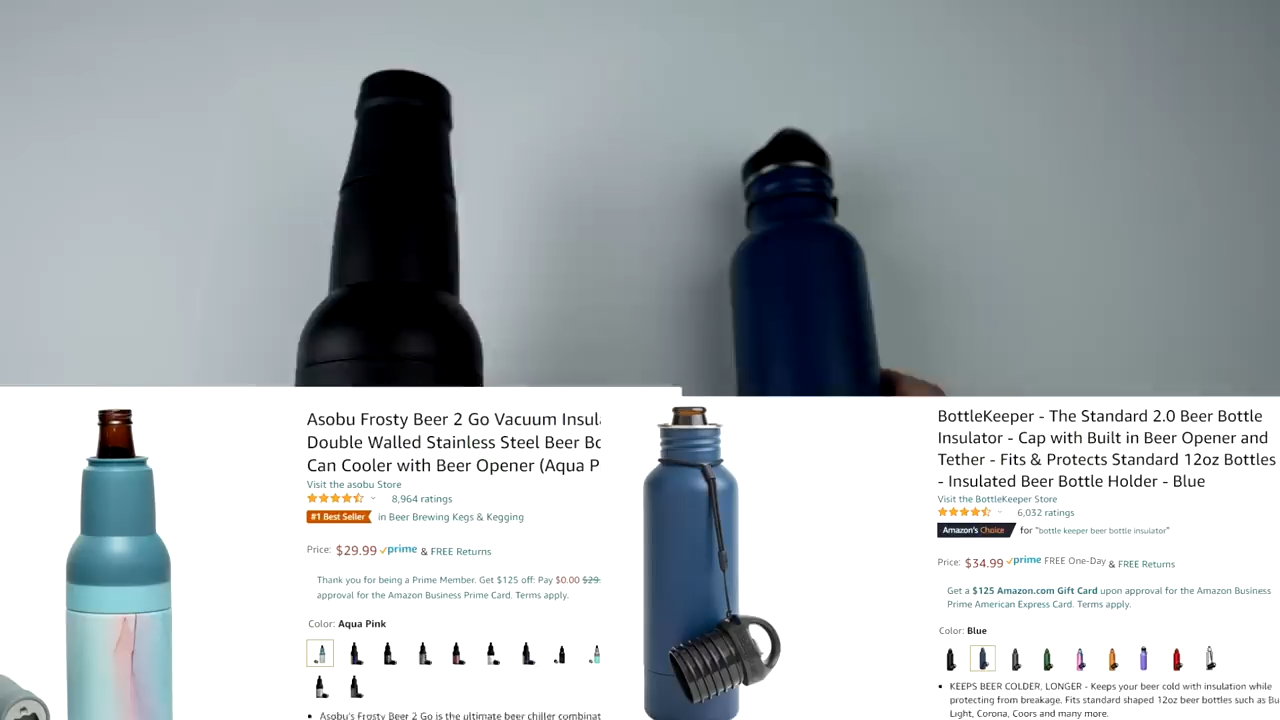 Asobu Frosty Beer 2 Go Vacuum Insul
Double Walled Stainless Steel Beer Bo
Can Cooler with Beer Opener (Aqua P
Visit the asobu Store
8,964 ratings
#1 Best Seller in Beer Brewing Kegs & Kegging
Price: $29.99 prime & FREE Returns
Thank you for being a Prime Member. Get $125 off: Pay $0.00 $29.
approval for the Amazon Business Prime Card. Terms apply.
Color: Aqua Pink
Asobu's Frosty Beer 2 Go is the ultimate beer chiller combinat
BottleKeeper - The Standard 2.0 Beer Bottle
Insulator - Cap with Built in Beer Opener and
Tether - Fits & Protects Standard 12oz Bottles
- Insulated Beer Bottle Holder - Blue
Visit the BottleKeeper Store
6,032 ratings
Amazon's Choice for "bottle keeper beer bottle insulator"
Price: $34.99 prime FREE One-Day & FREE Returns
Get a $125 Amazon.com Gift Card upon approval for the Amazon Business
Prime American Express Card. Terms apply.
Color: Blue
KEEPS BEER COLDER, LONGER - Keeps your beer cold with insulation while
protecting from breakage. Fits standard shaped 12oz beer bottles such as Bu
Light, Corona, Coors and many more.